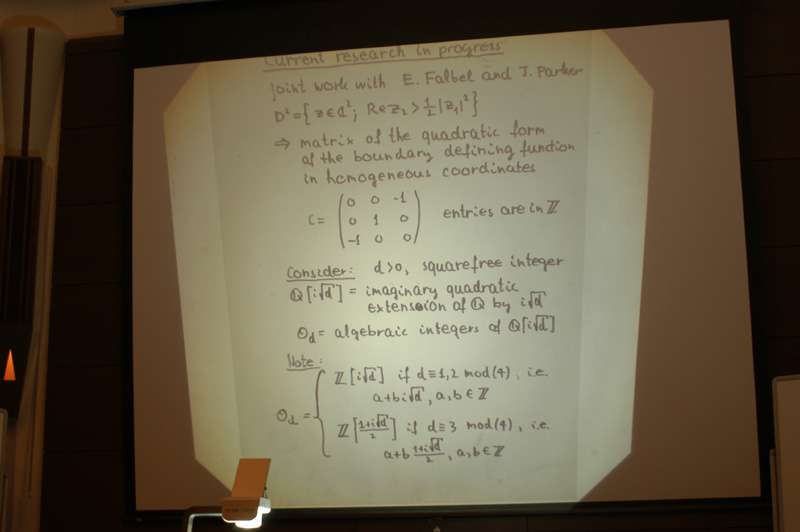 Current research in progress
joint work with E. Falbel and J. Parker
D² = { z ∈ ℂ²; Re z₂ > ½|z₁|² }
⇒ matrix of the quadratic form
of the boundary defining function
in homogeneous coordinates
C = ( 0 0 -1
0 1 0
-1 0 0 ) entries are in ℤ
Consider: d>0, squarefree integer
ℚ[i√d] = imaginary quadratic
extension of ℚ by i√d
Θ_d = algebraic integers of ℚ[i√d]
Note:
Θ_d = { ℤ[i√d] if d ≡ 1,2 mod(4), i.e.
a+bi√d, a,b ∈ ℤ
ℤ[(1+i√d)/2] if d ≡ 3 mod(4), i.e.
a+b (1+i√d)/2, a,b ∈ ℤ